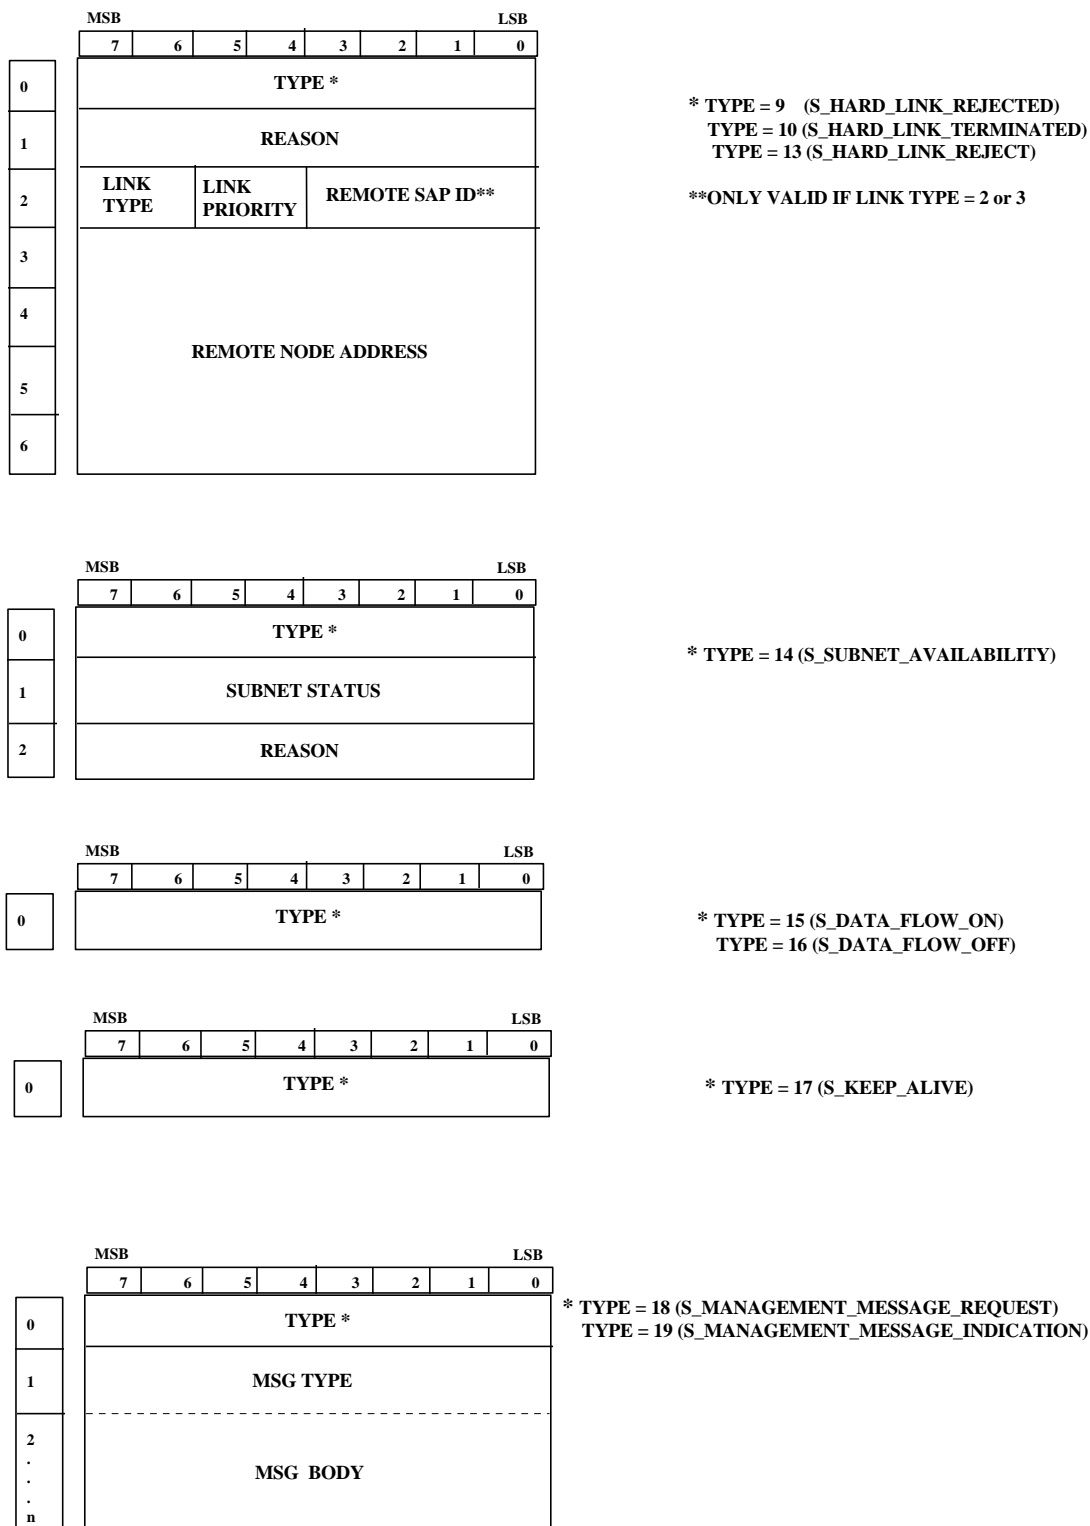 MSB LSB
7 6 5 4 3 2 1 0
0 TYPE *
* TYPE = 9 (S_HARD_LINK_REJECTED)
TYPE = 10 (S_HARD_LINK_TERMINATED)
TYPE = 13 (S_HARD_LINK_REJECT)
1 REASON
2 LINK TYPE LINK PRIORITY REMOTE SAP ID**
**ONLY VALID IF LINK TYPE = 2 or 3
3
4
REMOTE NODE ADDRESS
5
6
MSB LSB
7 6 5 4 3 2 1 0
0 TYPE *
* TYPE = 14 (S_SUBNET_AVAILABILITY)
1 SUBNET STATUS
2 REASON
MSB LSB
7 6 5 4 3 2 1 0
0 TYPE *
* TYPE = 15 (S_DATA_FLOW_ON)
TYPE = 16 (S_DATA_FLOW_OFF)
MSB LSB
7 6 5 4 3 2 1 0
0 TYPE *
* TYPE = 17 (S_KEEP_ALIVE)
MSB LSB
7 6 5 4 3 2 1 0
0 TYPE *
* TYPE = 18 (S_MANAGEMENT_MESSAGE_REQUEST)
TYPE = 19 (S_MANAGEMENT_MESSAGE_INDICATION)
1 MSG TYPE
2
.
.
.
n
MSG BODY